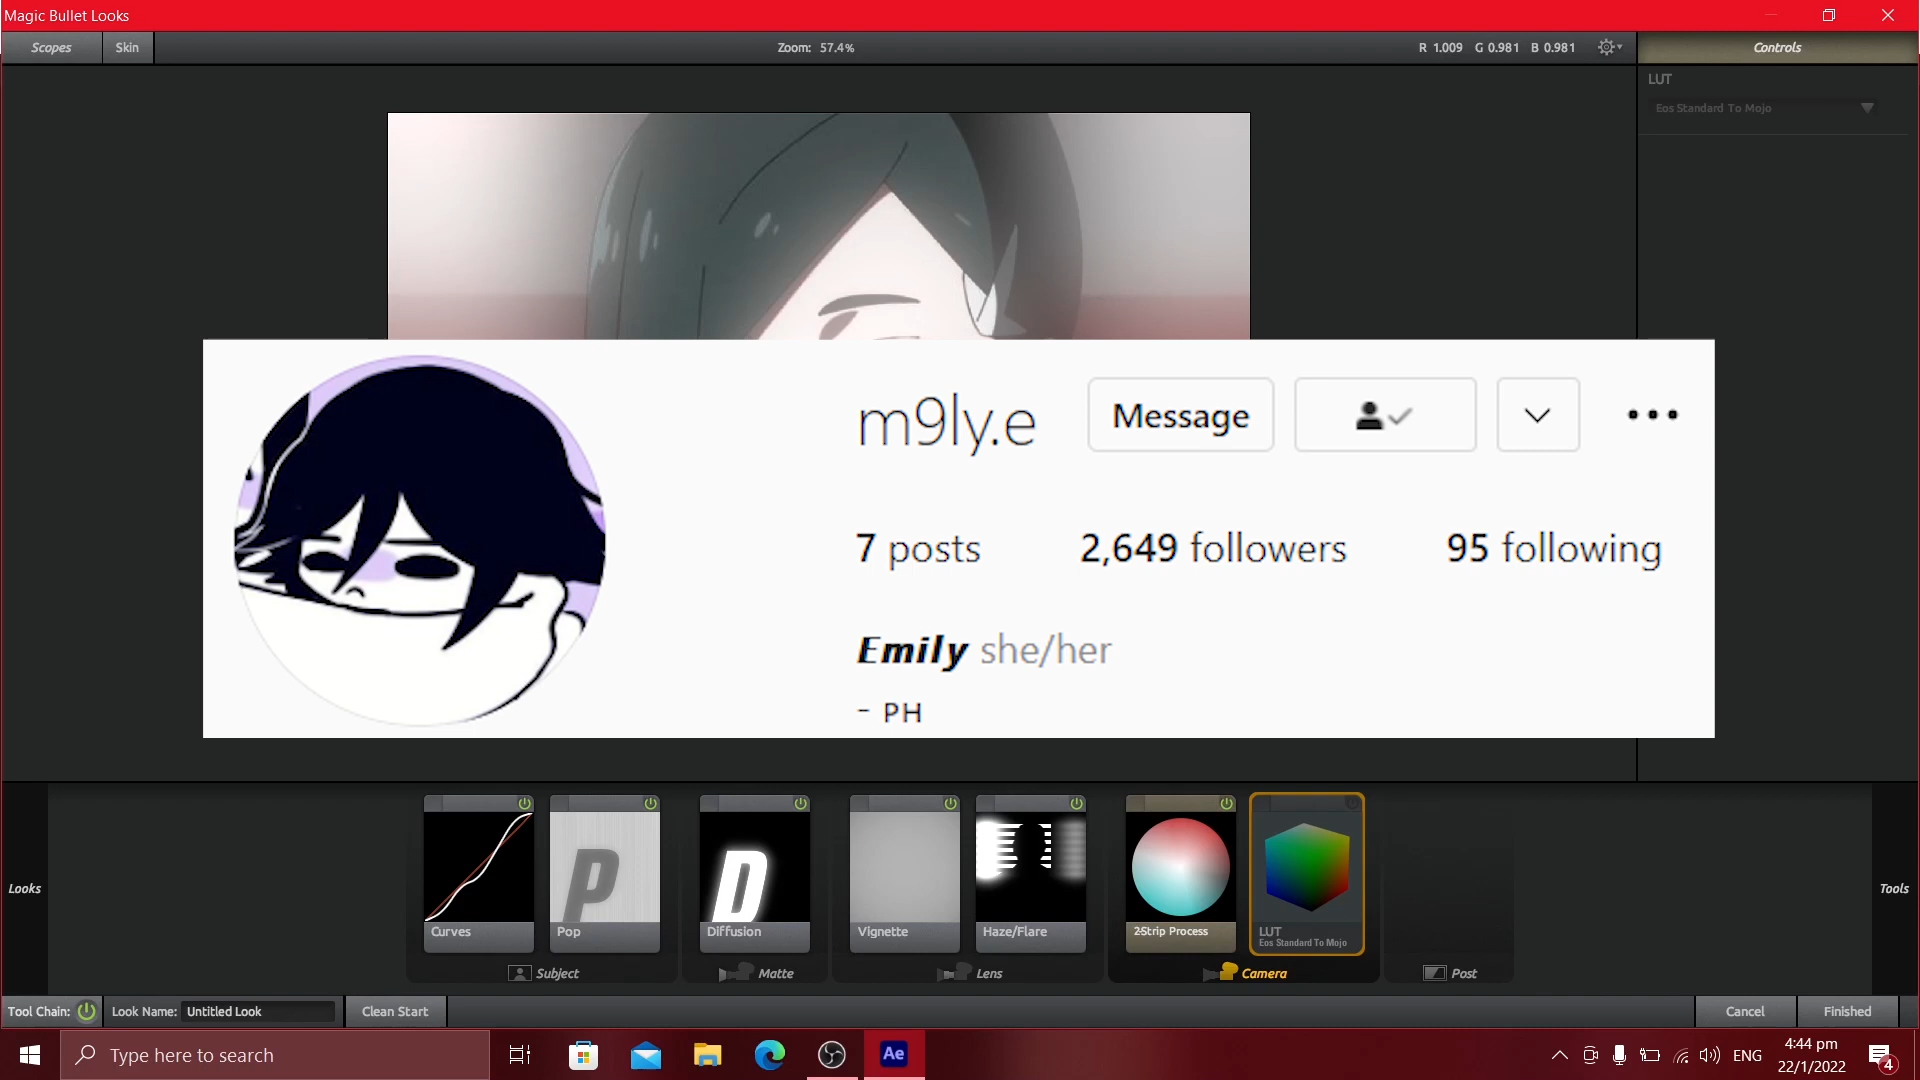 Magic Bullet Looks
Scopes Skin Zoom: 57.4% R 1.009 G 0.981 B 0.981 Controls
LUT
Eos Standard To Mojo
m9ly.e Message
7 posts 2,649 followers 95 following
Emily she/her
- PH
P D
Looks Tools
Curves Pop Diffusion Vignette Haze/Flare 2-Strip Process LUT
Eos Standard To Mojo
Subject Matte Lens Camera Post
Tool Chain: Look Name: Untitled Look Clean Start Cancel Finished
Type here to search Ae ENG 4:44 pm
22/1/2022 4